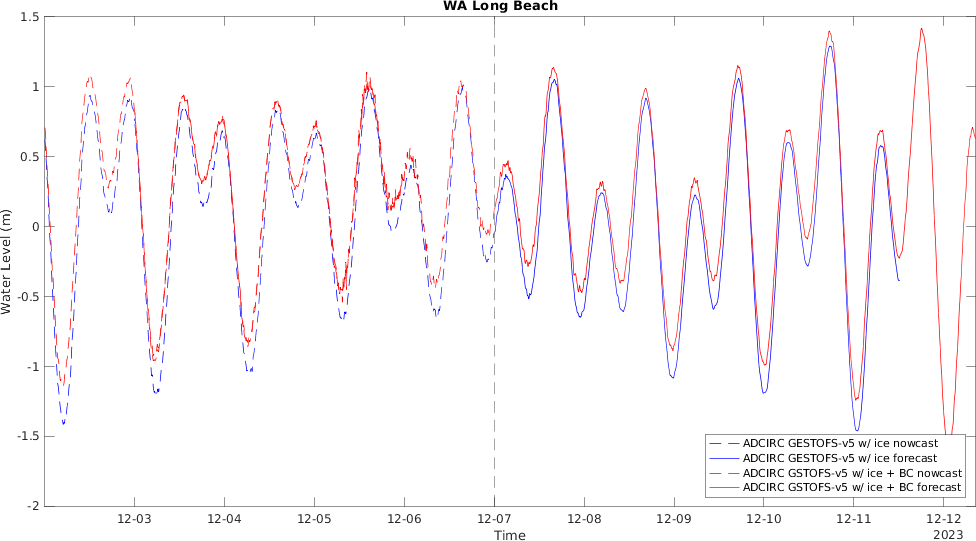 WA Long Beach
1.5
1
0.5
0
-0.5
-1
-1.5
-2
Water Level (m)
12-03 12-04 12-05 12-06 12-07 12-08 12-09 12-10 12-11 12-12
Time
2023
ADCIRC GESTOFS-v5 w/ ice nowcast
ADCIRC GESTOFS-v5 w/ ice forecast
ADCIRC GSTOFS-v5 w/ ice + BC nowcast
ADCIRC GSTOFS-v5 w/ ice + BC forecast